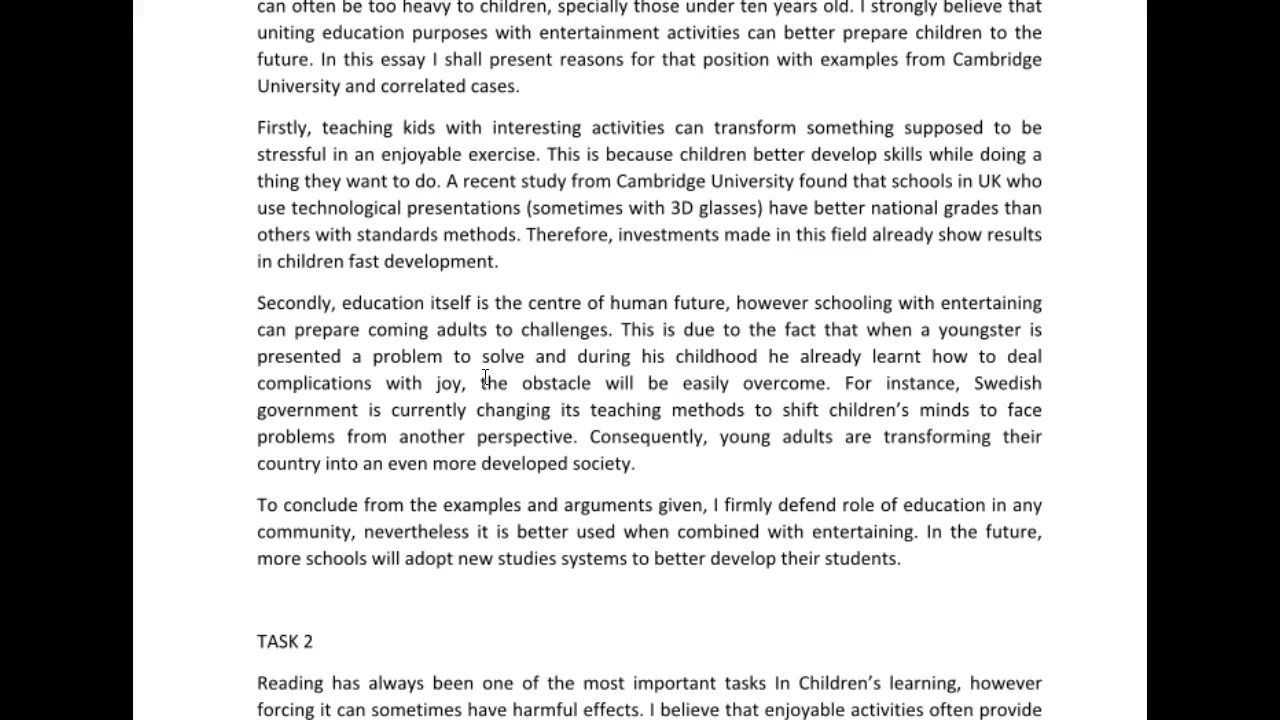 can often be too heavy to children, specially those under ten years old. I strongly believe that
uniting education purposes with entertainment activities can better prepare children to the
future. In this essay I shall present reasons for that position with examples from Cambridge
University and correlated cases.
Firstly, teaching kids with interesting activities can transform something supposed to be
stressful in an enjoyable exercise. This is because children better develop skills while doing a
thing they want to do. A recent study from Cambridge University found that schools in UK who
use technological presentations (sometimes with 3D glasses) have better national grades than
others with standards methods. Therefore, investments made in this field already show results
in children fast development.
Secondly, education itself is the centre of human future, however schooling with entertaining
can prepare coming adults to challenges. This is due to the fact that when a youngster is
presented a problem to solve and during his childhood he already learnt how to deal
complications with joy, the obstacle will be easily overcome. For instance, Swedish
government is currently changing its teaching methods to shift children’s minds to face
problems from another perspective. Consequently, young adults are transforming their
country into an even more developed society.
To conclude from the examples and arguments given, I firmly defend role of education in any
community, nevertheless it is better used when combined with entertaining. In the future,
more schools will adopt new studies systems to better develop their students.
TASK 2
Reading has always been one of the most important tasks In Children’s learning, however
forcing it can sometimes have harmful effects. I believe that enjoyable activities often provide